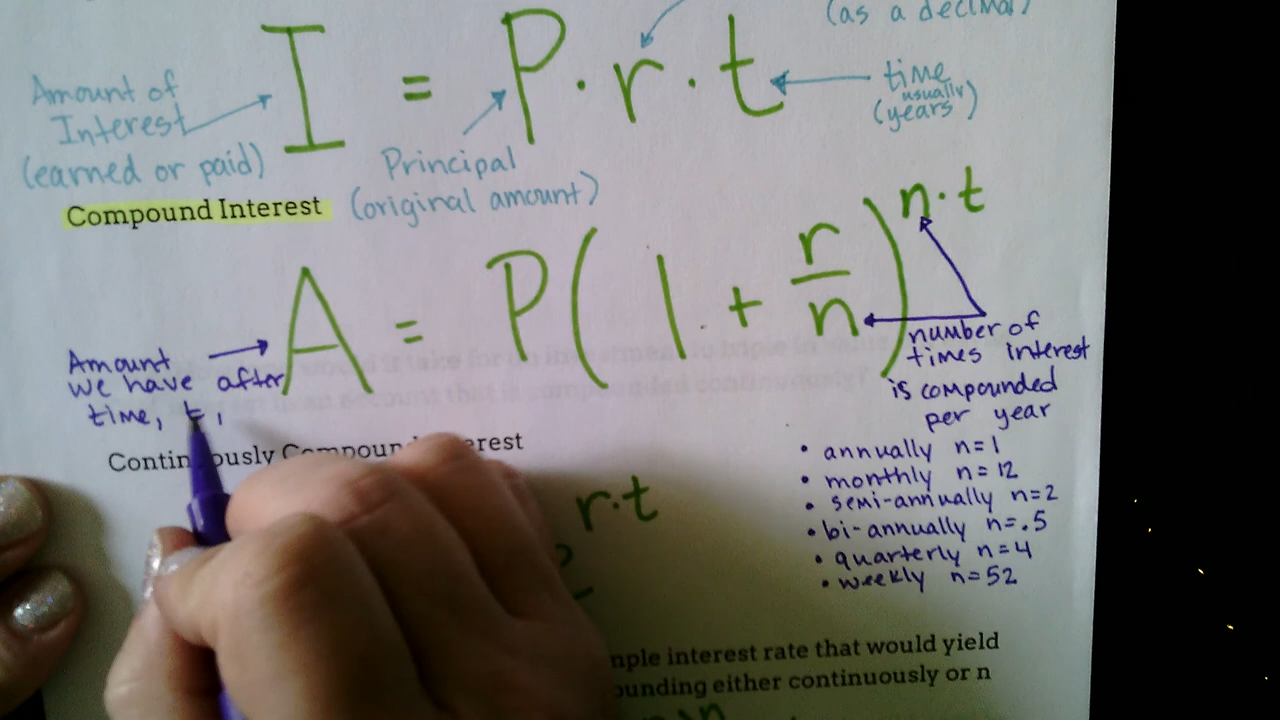 (as a decimal)
I = P · r · t
time
usually
(years)
Amount of
Interest
(earned or paid)
Principal
(original amount)
Compound Interest
A = P(1 + r/n)^n·t
Amount
we have after
time, t,
number of
times interest
is compounded
per year
• annually n=1
• monthly n=12
• semi-annually n=2
• bi-annually n=.5
• quarterly n=4
• weekly n=52
Continuously Compound Interest
r·t
mple interest rate that would yield
ounding either continuously or n